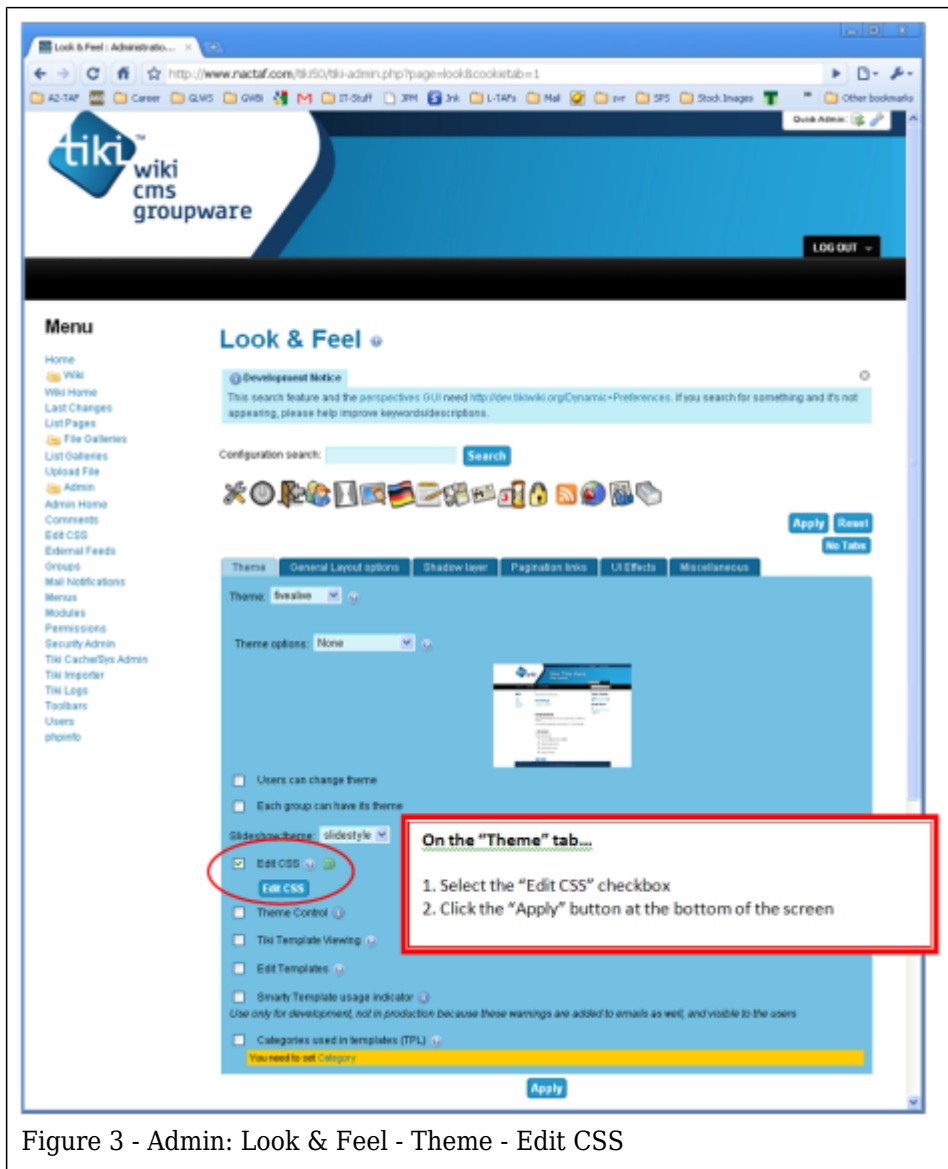 Look & Feel : Administratio...
http://www.nactaf.com/tiki50/tiki-admin.php?page=look&cookietab=1
A2-TAP Career GLWS GWBI IT-Stuff JPM Jnk L-TAPs Mail svr SPS Stock Images Other bookmarks
Quick Admin:
tiki™
wiki
cms
groupware
LOG OUT
Menu
Home
Wiki
Wiki Home
Last Changes
List Pages
File Galleries
List Galleries
Upload File
Admin
Admin Home
Comments
Edit CSS
External Feeds
Groups
Mail Notifications
Menus
Modules
Permissions
Security Admin
Tiki Cache/Sys Admin
Tiki Importer
Tiki Logs
Toolbars
Users
phpinfo
Look & Feel
Development Notice
This search feature and the perspectives GUI need http://dev.tikiwiki.org/Dynamic+Preferences. If you search for something and it's not
appearing, please help improve keywords/descriptions.
Configuration search: Search
Apply Reset
No Tabs
Theme General Layout options Shadow layer Pagination links UI Effects Miscellaneous
Theme: fivealive
Theme options: None
Users can change theme
Each group can have its theme
Slideshow theme: slidestyle
Edit CSS
Edit CSS
Theme Control
Tiki Template Viewing
Edit Templates
Smarty Template usage indicator
Use only for development, not in production because these warnings are added to emails as well, and visible to the users
Categories used in templates (TPL)
You need to set Category
Apply
On the “Theme” tab...
1. Select the “Edit CSS” checkbox
2. Click the “Apply” button at the bottom of the screen
Figure 3 - Admin: Look & Feel - Theme - Edit CSS